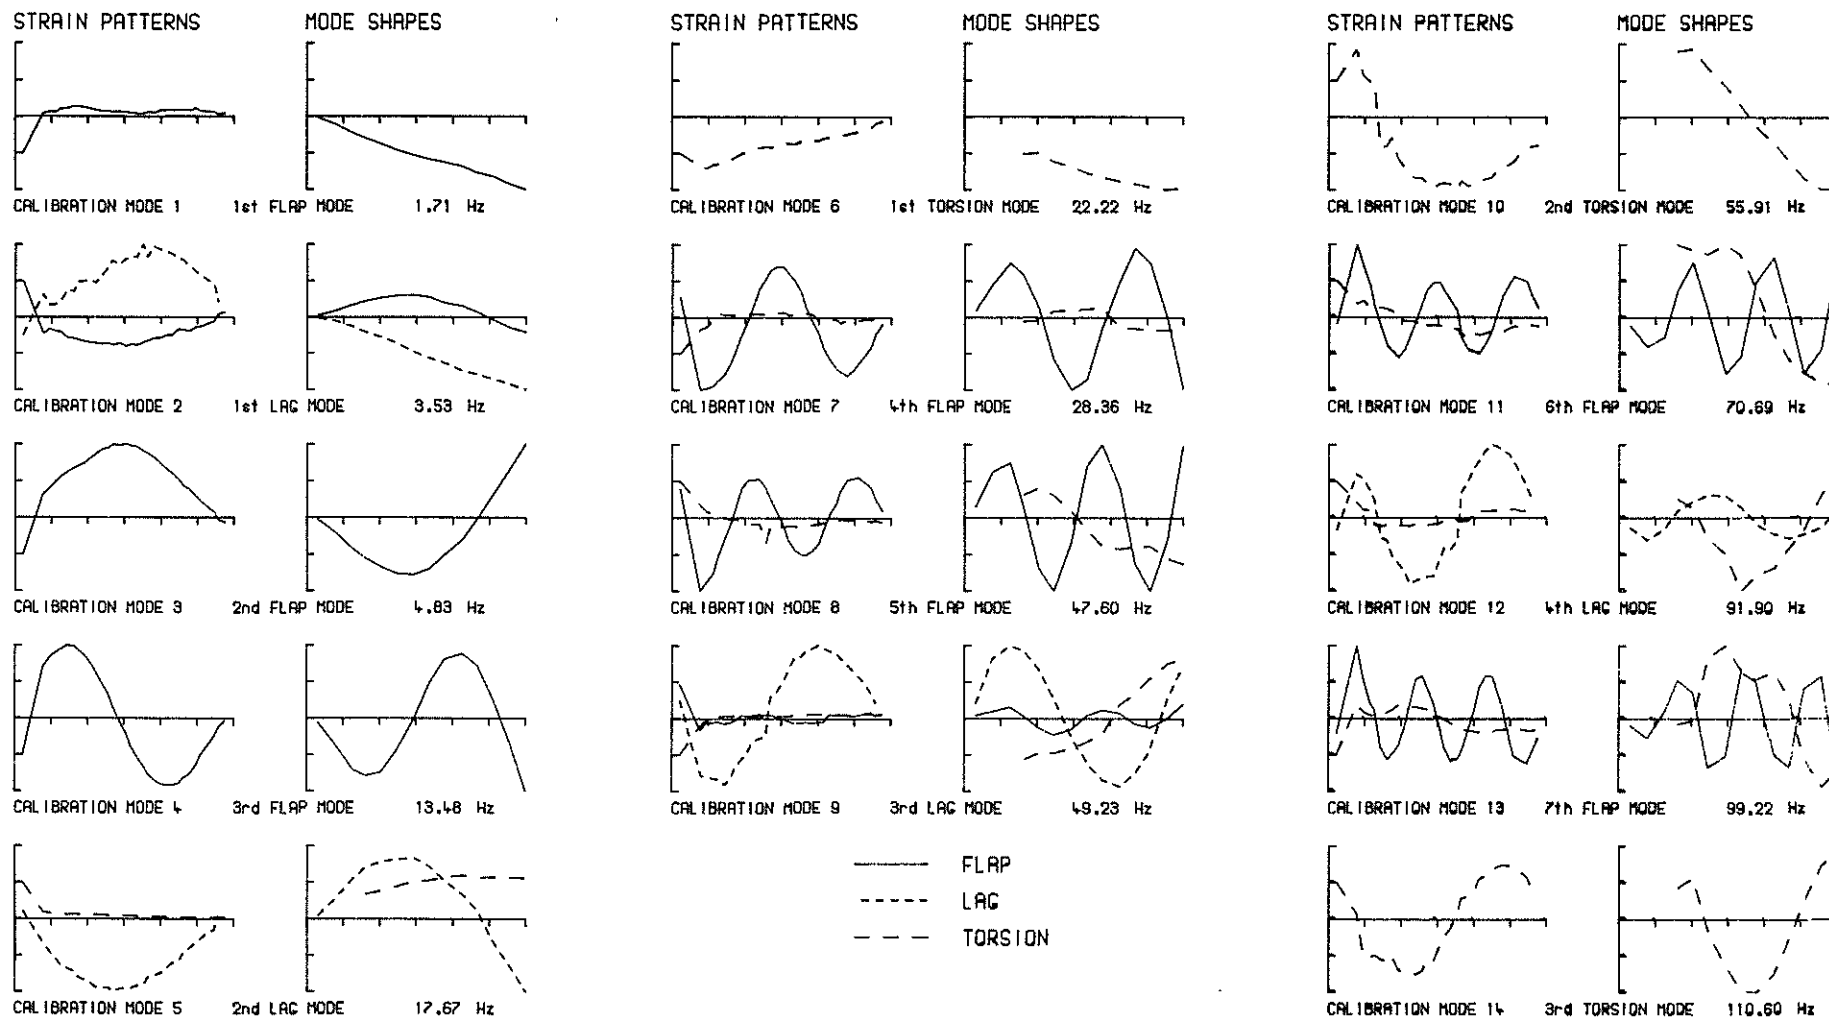 STRAIN PATTERNS MODE SHAPES
CALIBRATION MODE 1 1st FLAP MODE 1.71 Hz
CALIBRATION MODE 2 1st LAG MODE 3.53 Hz
CALIBRATION MODE 3 2nd FLAP MODE 4.83 Hz
CALIBRATION MODE 4 3rd FLAP MODE 13.48 Hz
CALIBRATION MODE 5 2nd LAG MODE 17.67 Hz
STRAIN PATTERNS MODE SHAPES
CALIBRATION MODE 6 1st TORSION MODE 22.22 Hz
CALIBRATION MODE 7 4th FLAP MODE 28.36 Hz
CALIBRATION MODE 8 5th FLAP MODE 47.60 Hz
CALIBRATION MODE 9 3rd LAG MODE 49.23 Hz
FLAP
LAG
TORSION
STRAIN PATTERNS MODE SHAPES
CALIBRATION MODE 10 2nd TORSION MODE 55.91 Hz
CALIBRATION MODE 11 6th FLAP MODE 70.69 Hz
CALIBRATION MODE 12 4th LAG MODE 91.90 Hz
CALIBRATION MODE 13 7th FLAP MODE 99.22 Hz
CALIBRATION MODE 14 3rd TORSION MODE 110.60 Hz